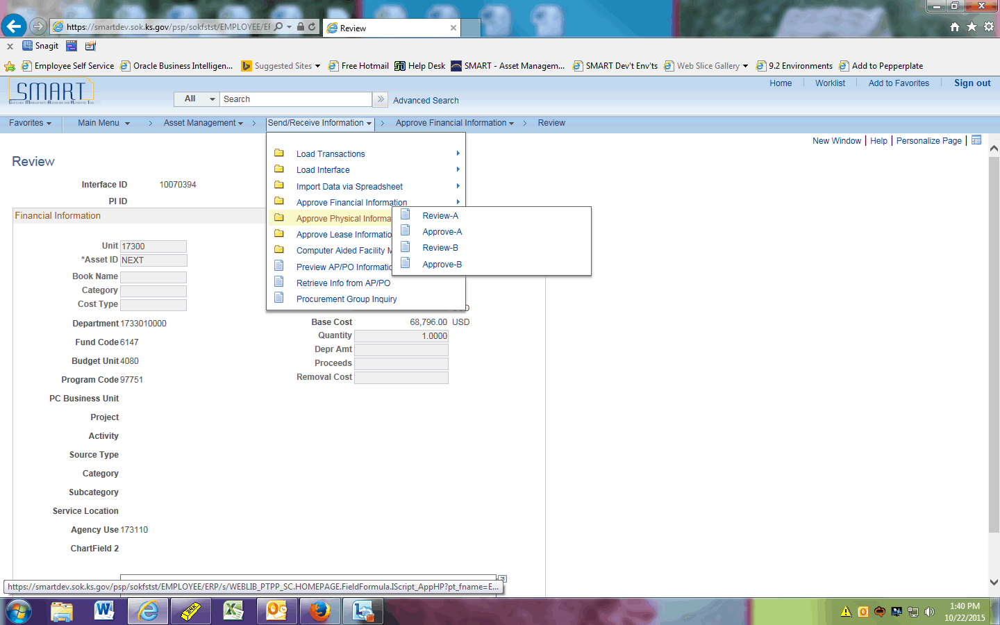 https://smartdev.sok.ks.gov/psp/sokfstst/EMPLOYEE/EF
Review
Snagit
Employee Self Service
Oracle Business Intelligen...
Suggested Sites
Free Hotmail
Help Desk
SMART - Asset Managem...
SMART Dev't Env'ts
Web Slice Gallery
9.2 Environments
Add to Pepperplate
SMART
Home
Worklist
Add to Favorites
Sign out
All
Search
Advanced Search
Favorites
Main Menu
Asset Management
Send/Receive Information
Approve Financial Information
Review
New Window | Help | Personalize Page |
Review
Interface ID 10070394
PI ID
Financial Information
Load Transactions
Load Interface
Import Data via Spreadsheet
Approve Financial Information
Approve Physical Informa
Approve Lease Informatio
Computer Aided Facility M
Preview AP/PO Informatio
Retrieve Info from AP/PO
Procurement Group Inquiry
Review-A
Approve-A
Review-B
Approve-B
Unit 17300
*Asset ID NEXT
Book Name
Category
Cost Type
Department 1733010000
Fund Code 6147
Budget Unit 4080
Program Code 97751
PC Business Unit
Project
Activity
Source Type
Category
Subcategory
Service Location
Agency Use 173110
ChartField 2
Base Cost 68,796.00 USD
Quantity 1.0000
Depr Amt
Proceeds
Removal Cost
https://smartdev.sok.ks.gov/psp/sokfstst/EMPLOYEE/ERP/s/WEBLIB_PTPP_SC.HOMEPAGE.FieldFormula.IScript_AppHP?pt_fname=E...
1:40 PM
10/22/2015